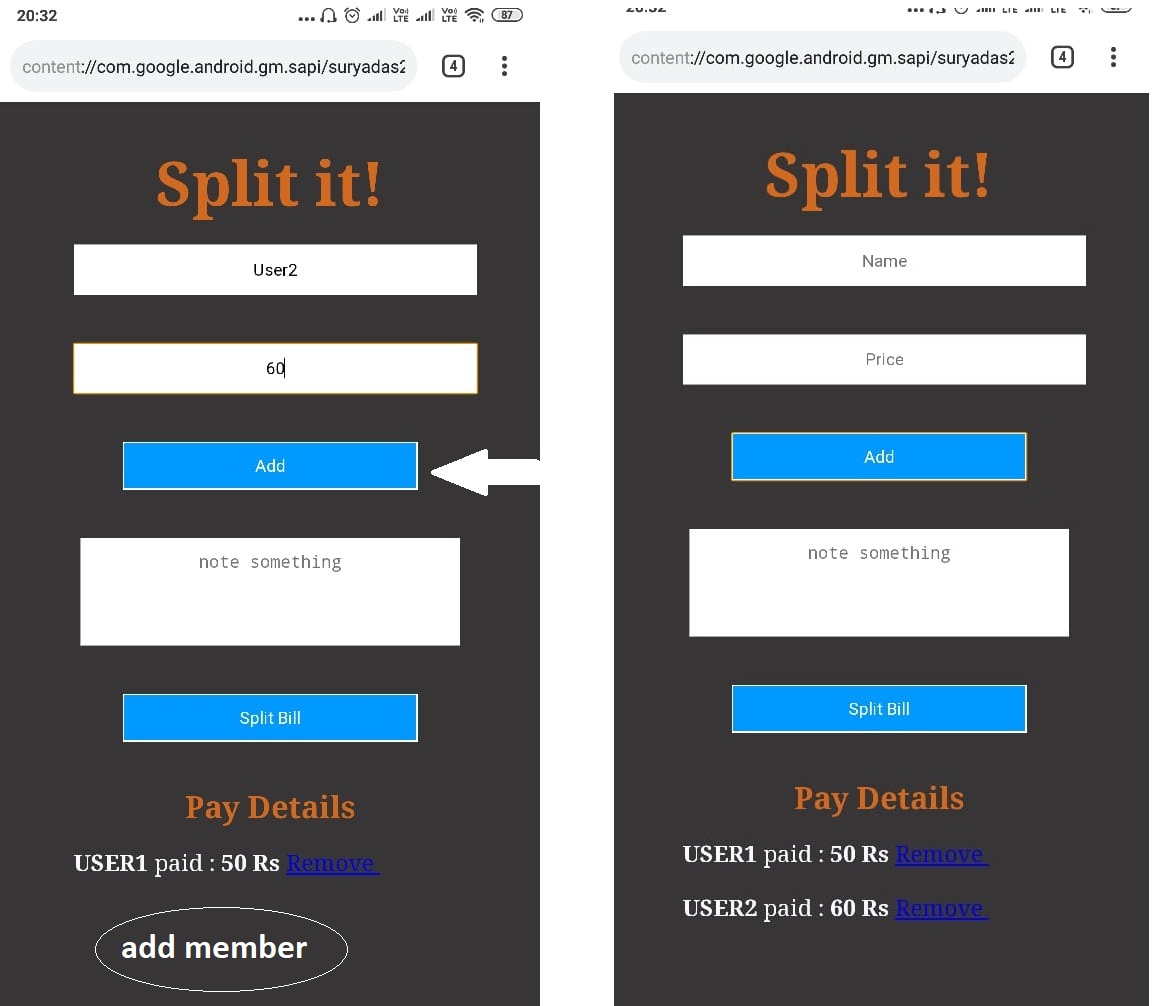 20:32
Vo) LTE Vo) LTE 87
content://com.google.android.gm.sapi/suryadas2
4
Split it!
User2
60
Add
note something
Split Bill
Pay Details
USER1 paid : 50 Rs Remove
add member
20:32
content://com.google.android.gm.sapi/suryadas2
4
Split it!
Name
Price
Add
note something
Split Bill
Pay Details
USER1 paid : 50 Rs Remove
USER2 paid : 60 Rs Remove